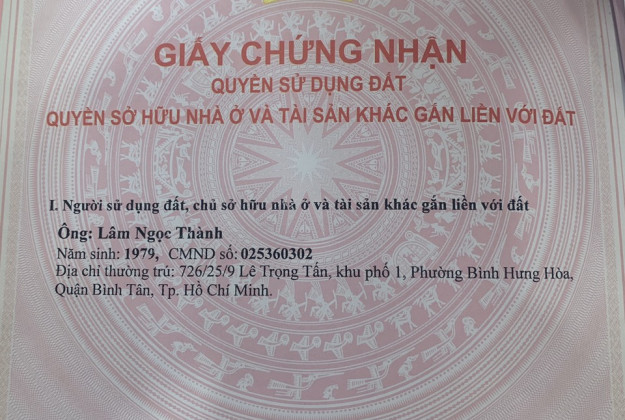 GIẤY CHỨNG NHẬN
QUYỀN SỬ DỤNG ĐẤT
QUYỀN SỞ HỮU NHÀ Ở VÀ TÀI SẢN KHÁC GẮN LIỀN VỚI ĐẤT
I. Người sử dụng đất, chủ sở hữu nhà ở và tài sản khác gắn liền với đất
Ông: Lâm Ngọc Thành
Năm sinh: 1979, CMND số: 025360302
Địa chỉ thường trú: 726/25/9 Lê Trọng Tấn, khu phố 1, Phường Bình Hưng Hòa,
Quận Bình Tân, Tp. Hồ Chí Minh.